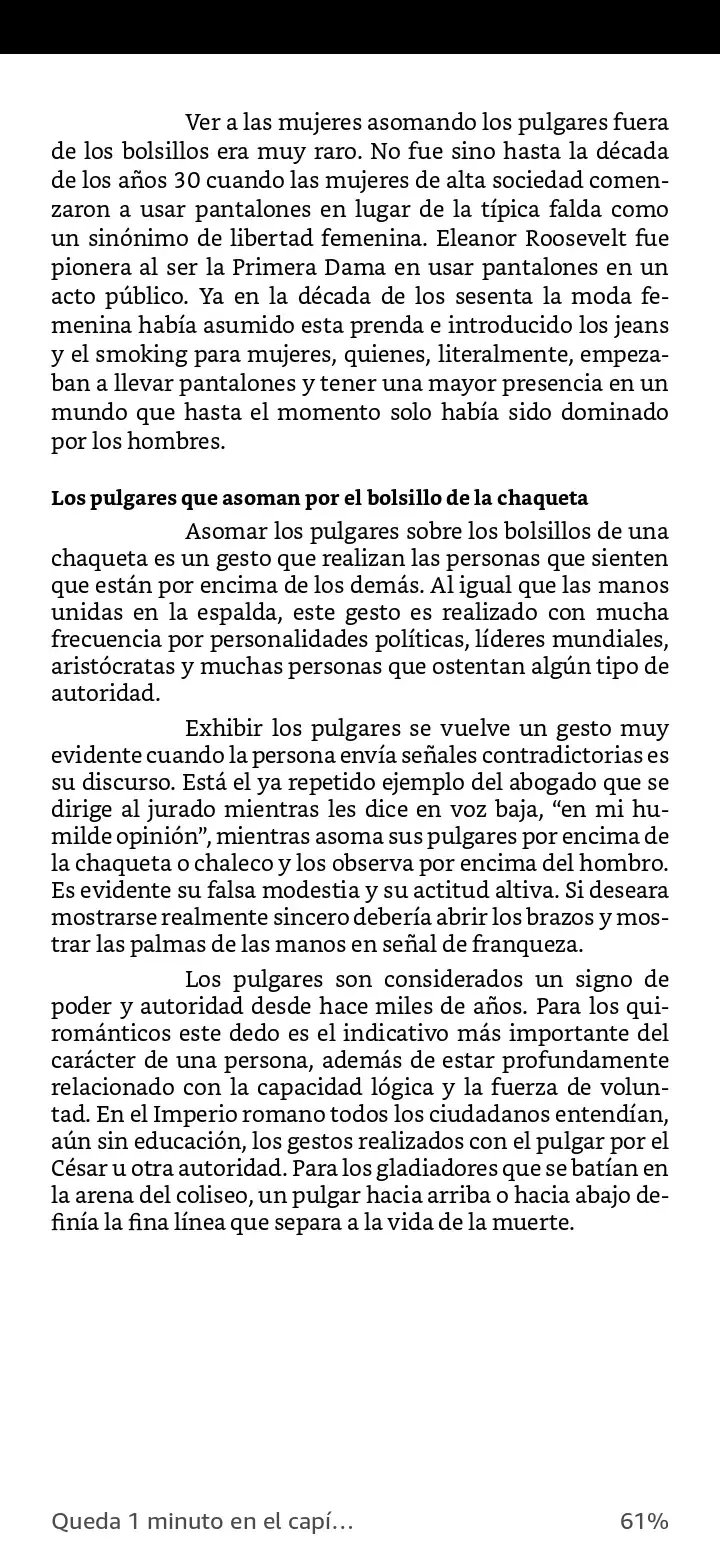 Ver a las mujeres asomando los pulgares fuera
de los bolsillos era muy raro. No fue sino hasta la década
de los años 30 cuando las mujeres de alta sociedad comen-
zaron a usar pantalones en lugar de la típica falda como
un sinónimo de libertad femenina. Eleanor Roosevelt fue
pionera al ser la Primera Dama en usar pantalones en un
acto público. Ya en la década de los sesenta la moda fe-
menina había asumido esta prenda e introducido los jeans
y el smoking para mujeres, quienes, literalmente, empeza-
ban a llevar pantalones y tener una mayor presencia en un
mundo que hasta el momento solo había sido dominado
por los hombres.
Los pulgares que asoman por el bolsillo de la chaqueta
Asomar los pulgares sobre los bolsillos de una
chaqueta es un gesto que realizan las personas que sienten
que están por encima de los demás. Al igual que las manos
unidas en la espalda, este gesto es realizado con mucha
frecuencia por personalidades políticas, líderes mundiales,
aristócratas y muchas personas que ostentan algún tipo de
autoridad.
Exhibir los pulgares se vuelve un gesto muy
evidente cuando la persona envía señales contradictorias es
su discurso. Está el ya repetido ejemplo del abogado que se
dirige al jurado mientras les dice en voz baja, “en mi hu-
milde opinión”, mientras asoma sus pulgares por encima de
la chaqueta o chaleco y los observa por encima del hombro.
Es evidente su falsa modestia y su actitud altiva. Si deseara
mostrarse realmente sincero debería abrir los brazos y mos-
trar las palmas de las manos en señal de franqueza.
Los pulgares son considerados un signo de
poder y autoridad desde hace miles de años. Para los qui-
románticos este dedo es el indicativo más importante del
carácter de una persona, además de estar profundamente
relacionado con la capacidad lógica y la fuerza de volun-
tad. En el Imperio romano todos los ciudadanos entendían,
aún sin educación, los gestos realizados con el pulgar por el
César u otra autoridad. Para los gladiadores que se batían en
la arena del coliseo, un pulgar hacia arriba o hacia abajo de-
finía la fina línea que separa a la vida de la muerte.
Queda 1 minuto en el capí…
61%